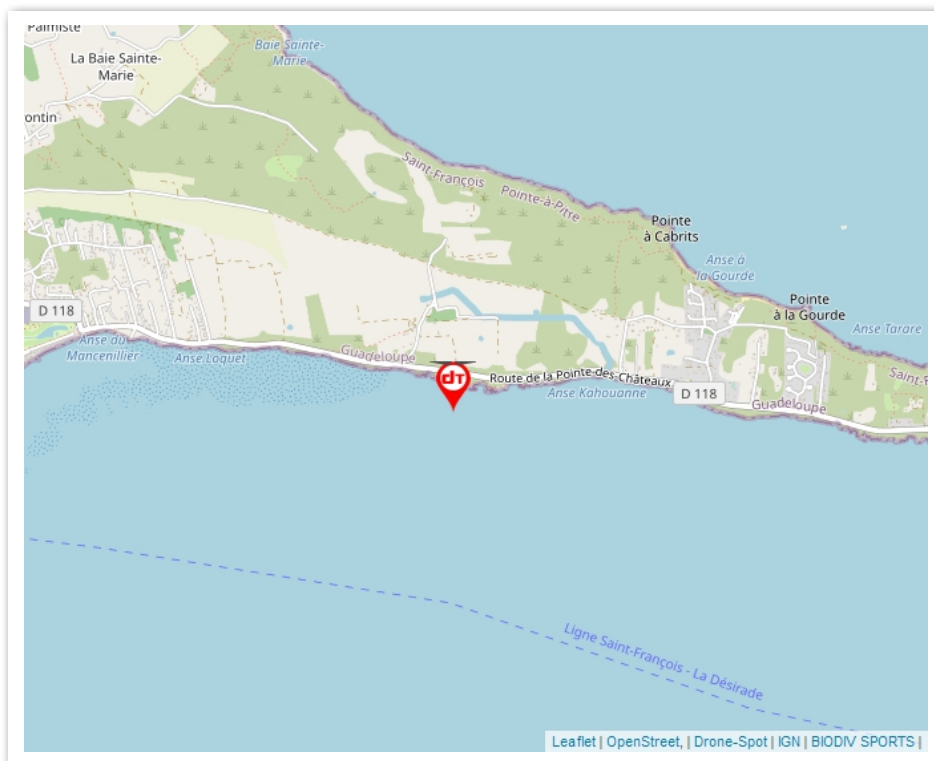 Palmiste
Baie Sainte-
Marie
La Baie Sainte-
Marie
ontin
Saint-François
Pointe-à-Pitre
Pointe
à Cabrits
Anse à
la Gourde
Pointe
à la Gourde
Anse Tarare
D 118
Anse du
Mancenillier
Anse Loquet
Guadeloupe
dT
Route de la Pointe-des-Châteaux
Anse Kahouanne
D 118
Guadeloupe
Saint-F
Ligne Saint-François - La Désirade
Leaflet | OpenStreet, | Drone-Spot | IGN | BIODIV SPORTS |